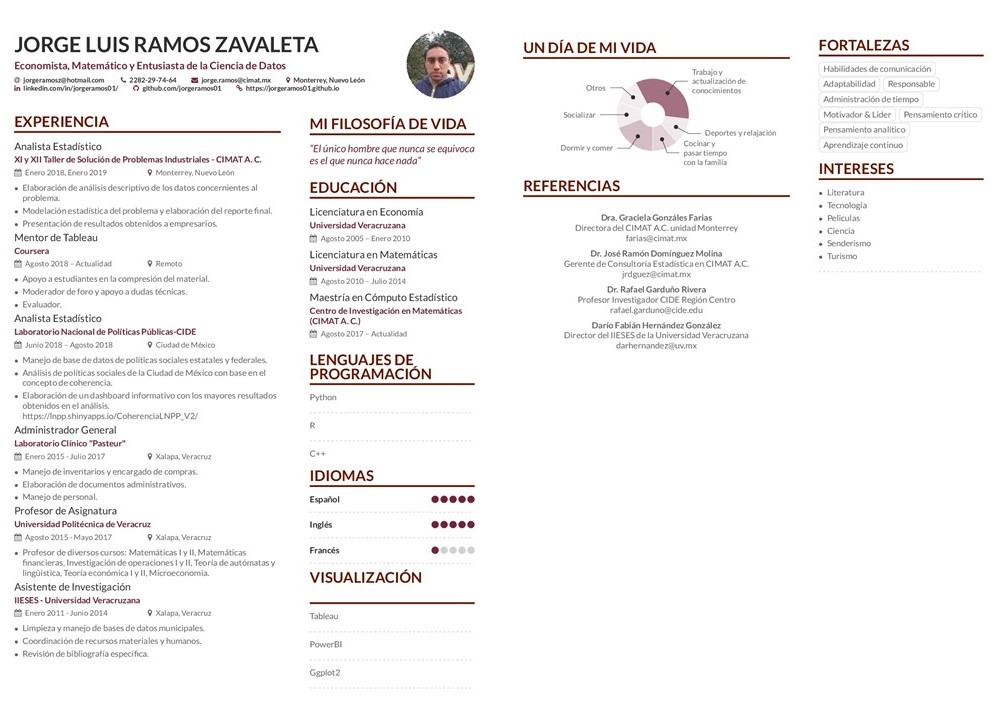 JORGE LUIS RAMOS ZAVALETA
Economista, Matemático y Entusiasta de la Ciencia de Datos
jorgeramosz@hotmail.com 2282-29-74-64 jorge.ramos@cimat.mx Monterrey, Nuevo León
linkedin.com/in/jorgeramos01/ github.com/jorgeramos01 https://jorgeramos01.github.io
EXPERIENCIA
Analista Estadístico
XI y XII Taller de Solución de Problemas Industriales - CIMAT A. C.
Enero 2018, Enero 2019 Monterrey, Nuevo León
• Elaboración de análisis descriptivo de los datos concernientes al
problema.
• Modelación estadística del problema y elaboración del reporte final.
• Presentación de resultados obtenidos a empresarios.
Mentor de Tableau
Coursera
Agosto 2018 – Actualidad Remoto
• Apoyo a estudiantes en la compresión del material.
• Moderador de foro y apoyo a dudas técnicas.
• Evaluador.
Analista Estadístico
Laboratorio Nacional de Políticas Públicas-CIDE
Junio 2018 – Agosto 2018 Ciudad de México
• Manejo de base de datos de políticas sociales estatales y federales.
• Análisis de políticas sociales de la Ciudad de México con base en el
concepto de coherencia.
• Elaboración de un dashboard informativo con los mayores resultados
obtenidos en el análisis.
https://lnpp.shinyapps.io/CoherenciaLNPP_V2/
Administrador General
Laboratorio Clínico "Pasteur"
Enero 2015 - Julio 2017 Xalapa, Veracruz
• Manejo de inventarios y encargado de compras.
• Elaboración de documentos administrativos.
• Manejo de personal.
Profesor de Asignatura
Universidad Politécnica de Veracruz
Agosto 2015 - Mayo 2017 Xalapa, Veracruz
• Profesor de diversos cursos: Matemáticas I y II, Matemáticas
financieras, Investigación de operaciones I y II, Teoría de autómatas y
lingüistica, Teoría económica I y II, Microeconomia.
Asistente de Investigación
IIESES - Universidad Veracruzana
Enero 2011 - Junio 2014 Xalapa, Veracruz
• Limpieza y manejo de bases de datos municipales.
• Coordinación de recursos materiales y humanos.
• Revisión de bibliografía específica.
MI FILOSOFÍA DE VIDA
"El único hombre que nunca se equivoca
es el que nunca hace nada"
EDUCACIÓN
Licenciatura en Economía
Universidad Veracruzana
Agosto 2005 – Enero 2010
Licenciatura en Matemáticas
Universidad Veracruzana
Agosto 2010 – Julio 2014
Maestría en Cómputo Estadístico
Centro de Investigación en Matemáticas
(CIMAT A. C.)
Agosto 2017 – Actualidad
LENGUAJES DE
PROGRAMACIÓN
Python
R
C++
IDIOMAS
Español
Inglés
Francés
VISUALIZACIÓN
Tableau
PowerBI
Ggplot2
UN DÍA DE MI VIDA
Trabajo y
actualización de
conocimientos
Otros
Socializar
Deportes y relajación
Dormir y comer
Cocinar y
pasar tiempo
con la familia
REFERENCIAS
Dra. Graciela Gonzáles Farias
Directora del CIMAT A.C. unidad Monterrey
farias@cimat.mx
Dr. José Ramón Domínguez Molina
Gerente de Consultoría Estadística en CIMAT A.C.
jrdguez@cimat.mx
Dr. Rafael Garduño Rivera
Profesor Investigador CIDE Región Centro
rafael.garduno@cide.edu
Darío Fabián Hernández González
Director del IIESES de la Universidad Veracruzana
darhernandez@uv.mx
FORTALEZAS
Habilidades de comunicación
Adaptabilidad Responsable
Administración de tiempo
Motivador & Líder Pensamiento crítico
Pensamiento analítico
Aprendizaje continuo
INTERESES
• Literatura
• Tecnología
• Películas
• Ciencia
• Senderismo
• Turismo